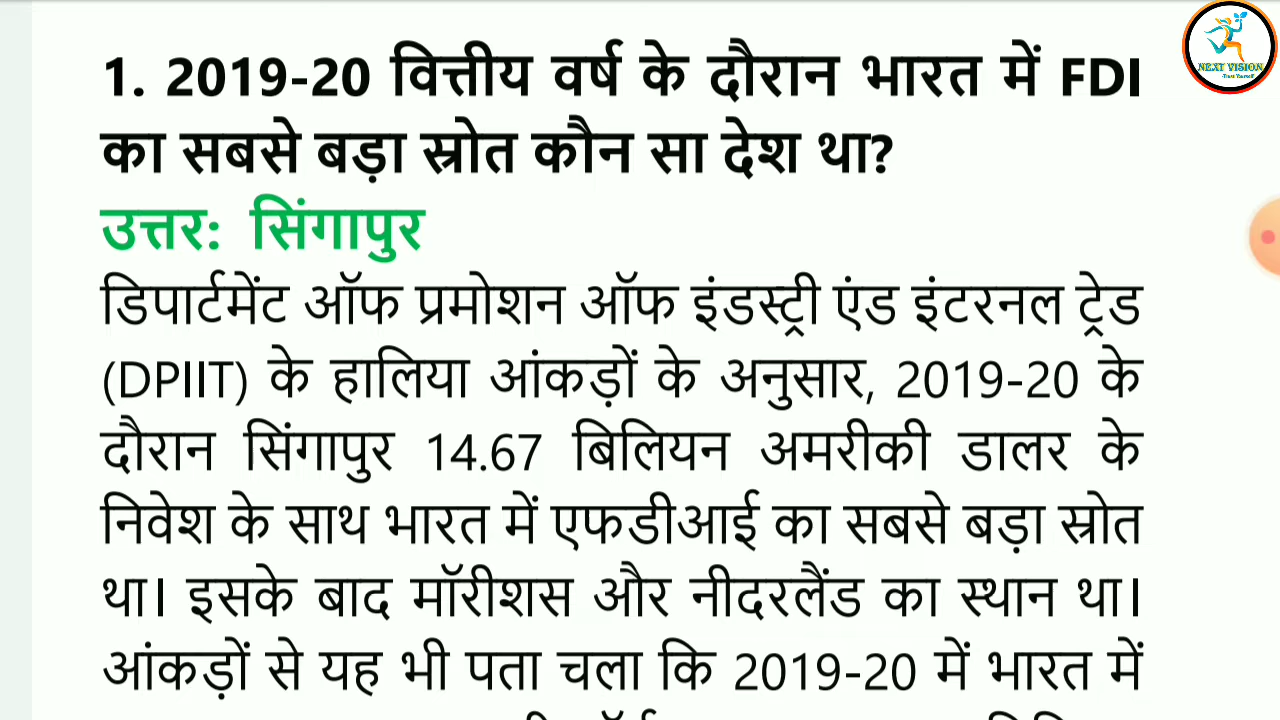 1. 2019-20 वित्तीय वर्ष के दौरान भारत में FDI
का सबसे बड़ा स्रोत कौन सा देश था?
उत्तर: सिंगापुर
डिपार्टमेंट ऑफ प्रमोशन ऑफ इंडस्ट्री एंड इंटरनल ट्रेड
(DPIIT) के हालिया आंकड़ों के अनुसार, 2019-20 के
दौरान सिंगापुर 14.67 बिलियन अमरीकी डालर के
निवेश के साथ भारत में एफडीआई का सबसे बड़ा स्रोत
था। इसके बाद मॉरीशस और नीदरलैंड का स्थान था।
आंकड़ों से यह भी पता चला कि 2019-20 में भारत में
NEXT VISION